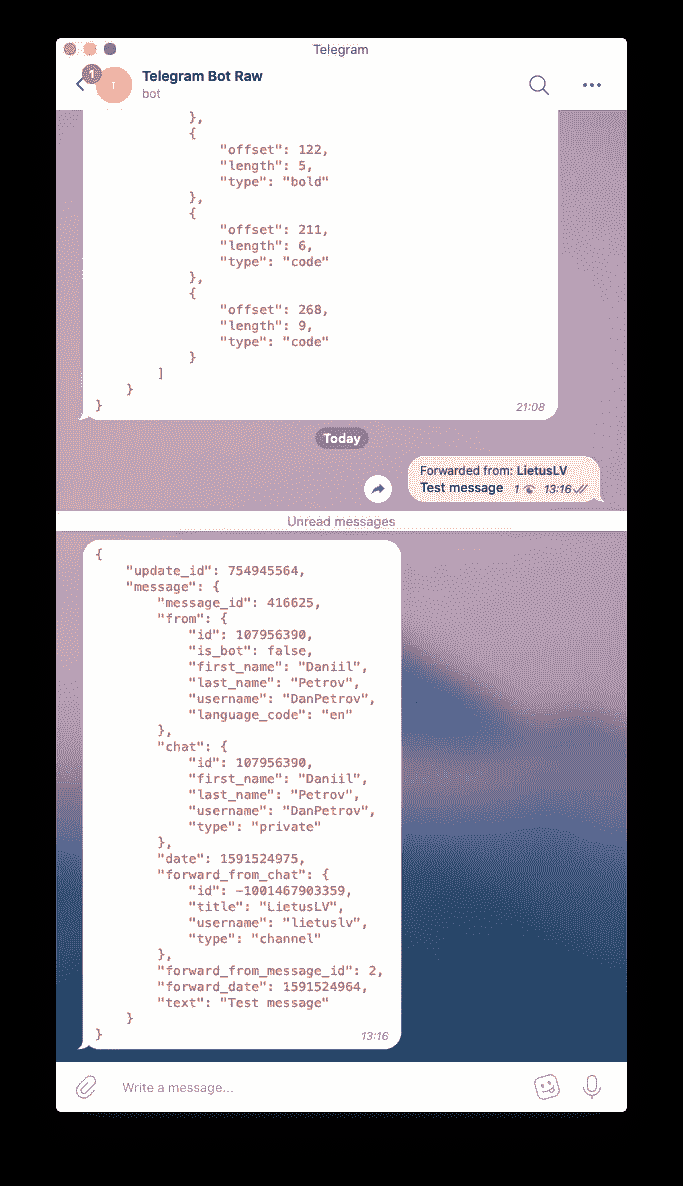 Telegram
1
T
Telegram Bot Raw
bot
},
{
"offset": 122,
"length": 5,
"type": "bold"
},
{
"offset": 211,
"length": 6,
"type": "code"
},
{
"offset": 268,
"length": 9,
"type": "code"
}
]
}
}
21:08
Today
Forwarded from: LietusLV
Test message 1 13:16
Unread messages
{
"update_id": 754945564,
"message": {
"message_id": 416625,
"from": {
"id": 107956390,
"is_bot": false,
"first_name": "Daniil",
"last_name": "Petrov",
"username": "DanPetrov",
"language_code": "en"
},
"chat": {
"id": 107956390,
"first_name": "Daniil",
"last_name": "Petrov",
"username": "DanPetrov",
"type": "private"
},
"date": 1591524975,
"forward_from_chat": {
"id": -1001467903359,
"title": "LietusLV",
"username": "lietuslv",
"type": "channel"
},
"forward_from_message_id": 2,
"forward_date": 1591524964,
"text": "Test message"
}
}
13:16
Write a message...